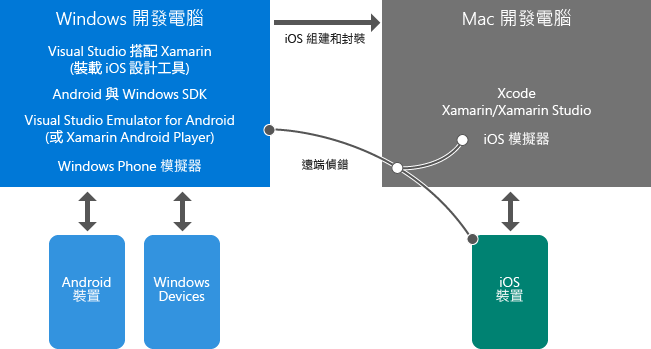 Windows 開發電腦
Visual Studio 搭配 Xamarin
(裝載 iOS 設計工具)
Android 與 Windows SDK
Visual Studio Emulator for Android
(或 Xamarin Android Player)
Windows Phone 模擬器
iOS 組建和封裝
遠端偵錯
Mac 開發電腦
Xcode
Xamarin/Xamarin Studio
iOS 模擬器
Android
裝置
Windows
Devices
iOS
裝置